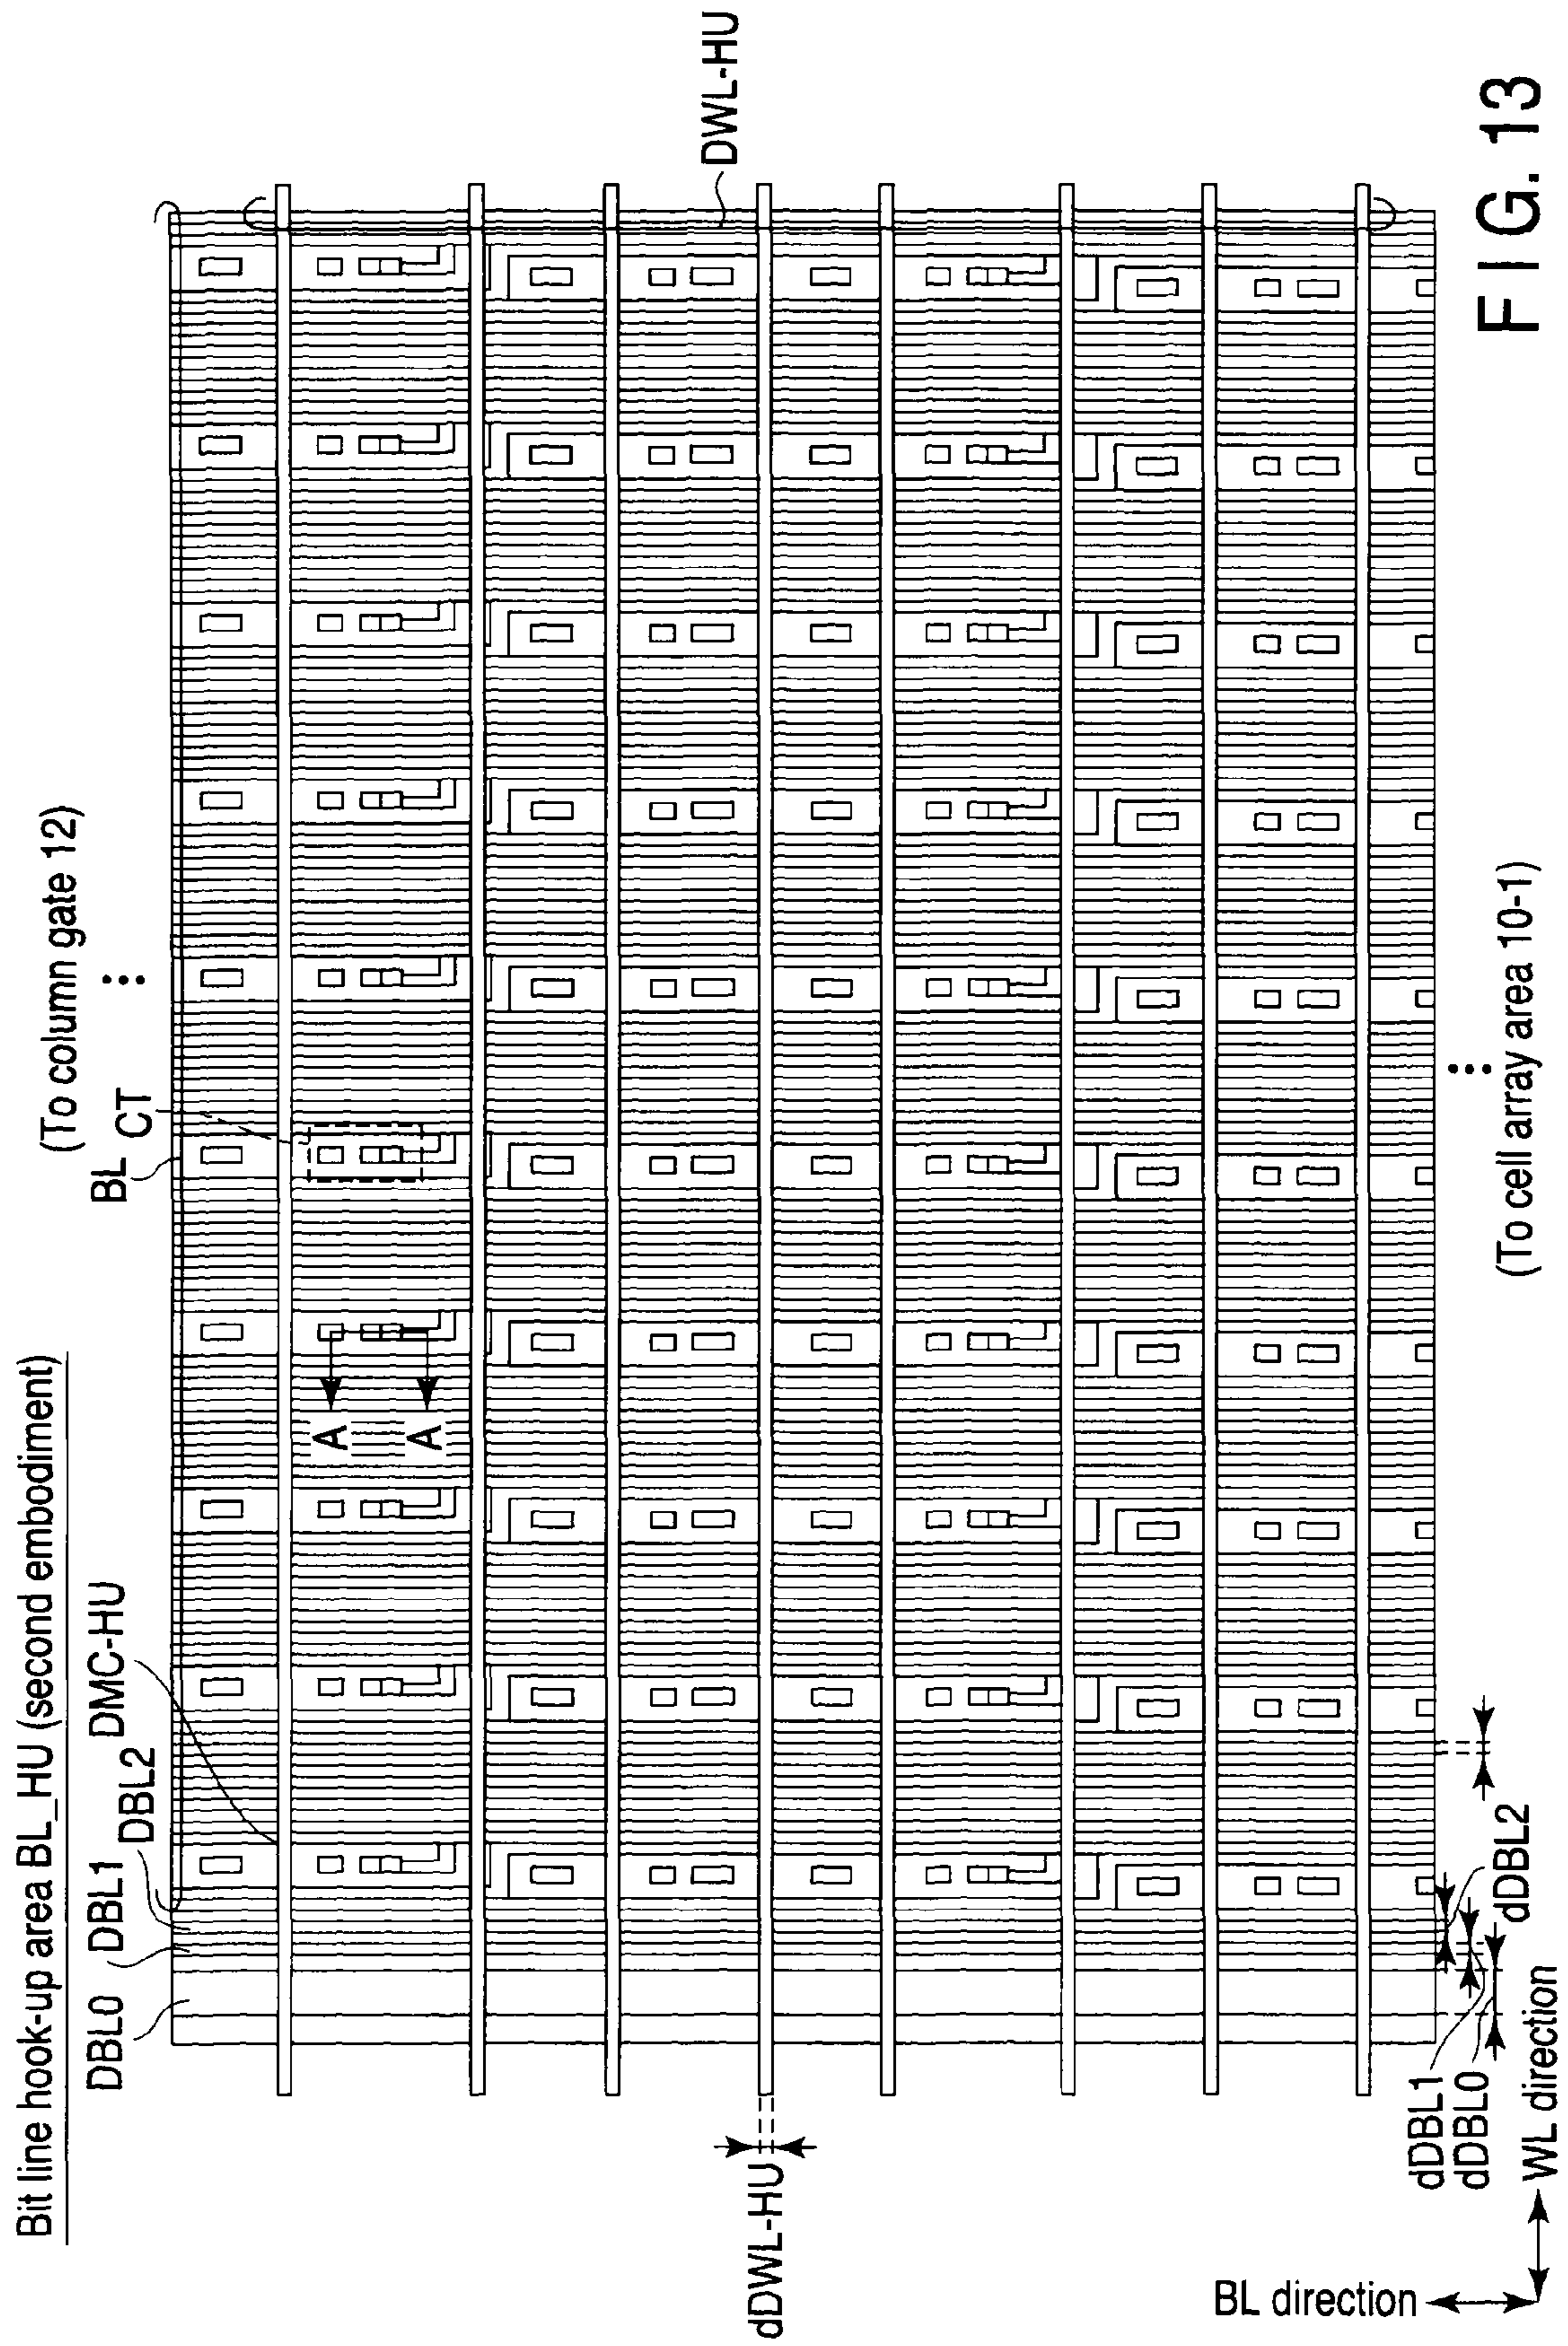 Bit line hook-up area BL_HU (second embodiment)
(To column gate 12)
DBL0
DBL1
DBL2
DMC-HU
BL
CT
A
A
DWL-HU
dDWL-HU
dDBL1
dDBL0
dDBL2
(To cell array area 10-1)
BL direction
WL direction
FIG. 13